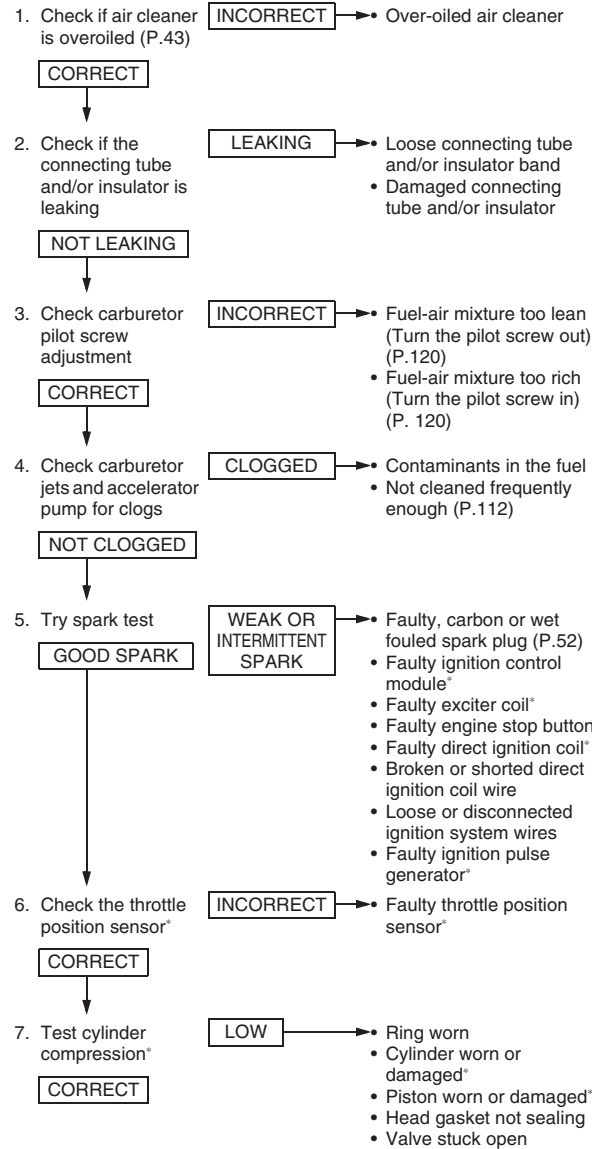 1. Check if air cleaner
is overoiled (P.43)
INCORRECT
• Over-oiled air cleaner
CORRECT
2. Check if the
connecting tube
and/or insulator is
leaking
LEAKING
• Loose connecting tube
and/or insulator band
• Damaged connecting
tube and/or insulator
NOT LEAKING
3. Check carburetor
pilot screw
adjustment
INCORRECT
• Fuel-air mixture too lean
(Turn the pilot screw out)
(P.120)
• Fuel-air mixture too rich
(Turn the pilot screw in)
(P. 120)
CORRECT
4. Check carburetor
jets and accelerator
pump for clogs
CLOGGED
• Contaminants in the fuel
• Not cleaned frequently
enough (P.112)
NOT CLOGGED
5. Try spark test
WEAK OR
INTERMITTENT
SPARK
• Faulty, carbon or wet
fouled spark plug (P.52)
• Faulty ignition control
module*
• Faulty exciter coil*
• Faulty engine stop button
• Faulty direct ignition coil*
• Broken or shorted direct
ignition coil wire
• Loose or disconnected
ignition system wires
• Faulty ignition pulse
generator*
GOOD SPARK
6. Check the throttle
position sensor*
INCORRECT
• Faulty throttle position
sensor*
CORRECT
7. Test cylinder
compression*
LOW
• Ring worn
• Cylinder worn or
damaged*
• Piston worn or damaged*
• Head gasket not sealing
• Valve stuck open
CORRECT